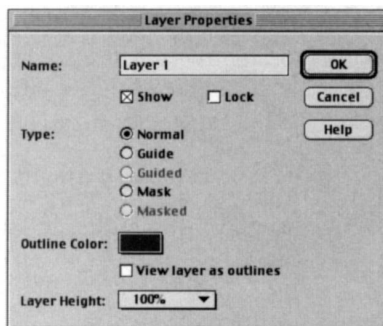 Layer Properties
Name: Layer 1 OK
Show Lock Cancel
Type: Normal Help
Guide
Guided
Mask
Masked
Outline Color:
View layer as outlines
Layer Height: 100%